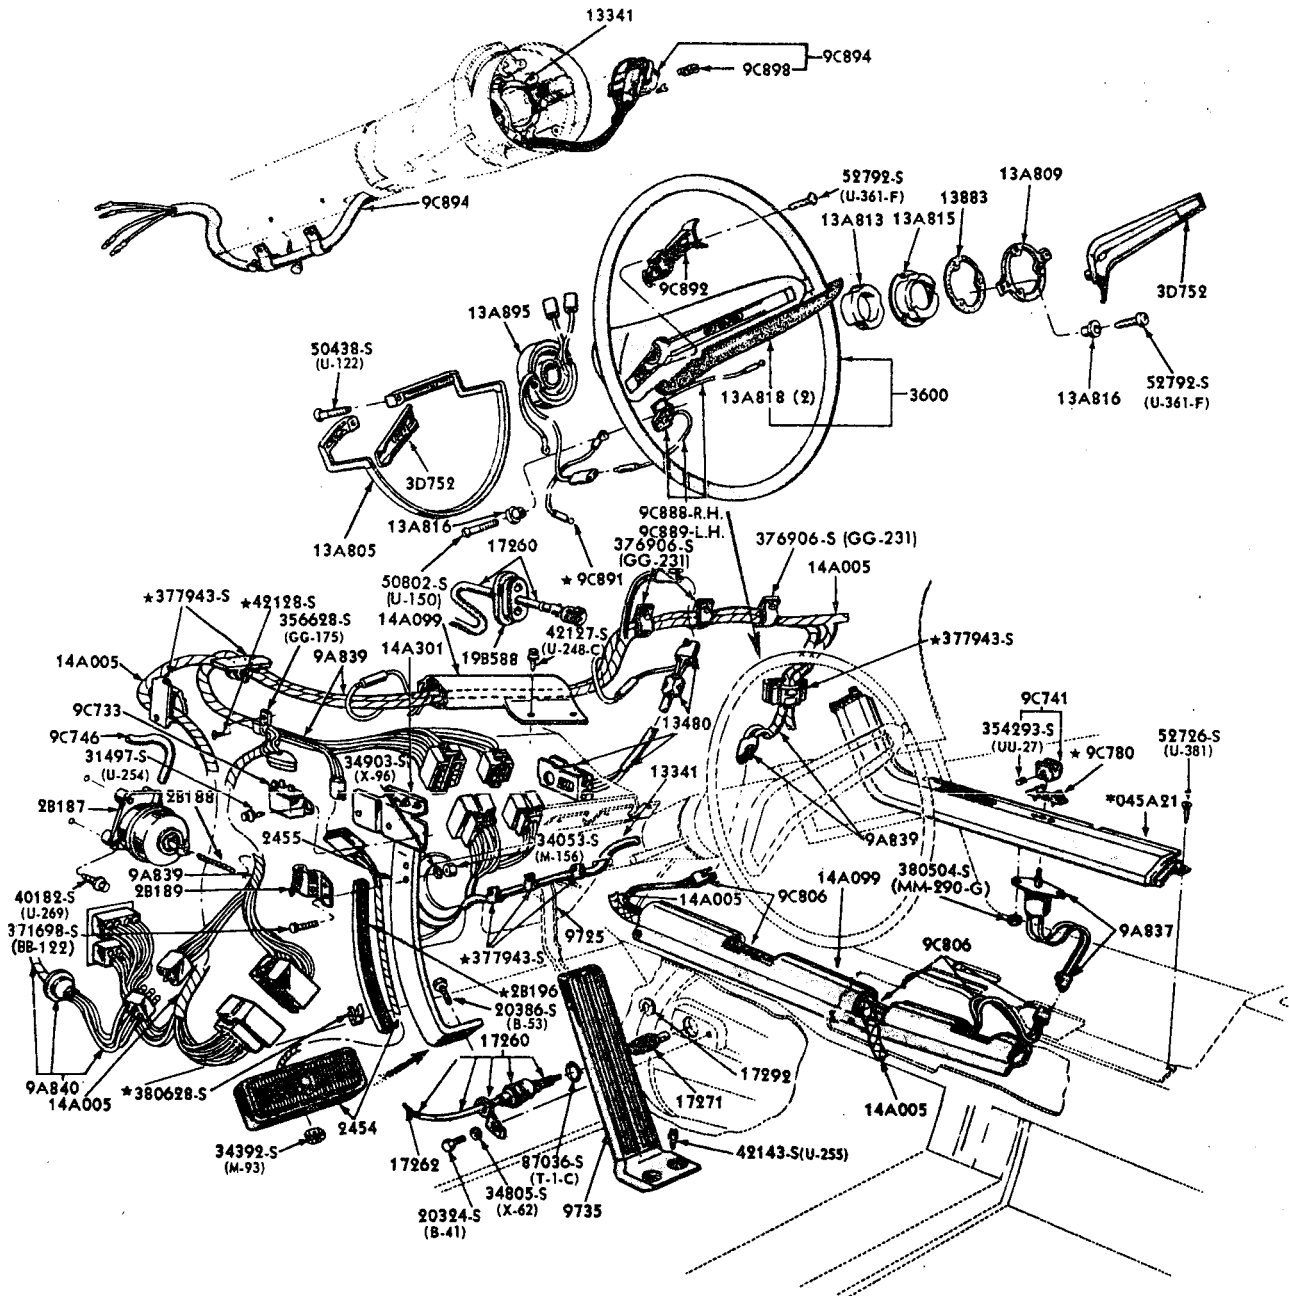 13341
9C898
9C894
9C894
52792-S
(U-361-F)
13A813
13A815
13883
13A809
3D752
9C892
13A895
50438-S
(U-122)
13A818 (2)
3600
13A816
52792-S
(U-361-F)
3D752
13A805
13A816
50802-S
(U-150)
17260
★9C891
9C888-R.H.
9C889-L.H.
376906-S
(GG-231)
376906-S (GG-231)
14A005
★377943-S
★42128-S
356628-S
(GG-175)
14A005
9A839
14A099
14A301
19B588
42127-S
(U-248-C)
★377943-S
9C733
9C746
31497-S
(U-254)
2B187
2B188
34903-S
(X-96)
13480
13341
9C741
354293-S
(UU-27)
★9C780
52726-S
(U-381)
*045A21
9A839
2455
34053-S
(M-156)
9A839
2B189
40182-S
(U-269)
371698-S
(BB-122)
380504-S
(MM-290-G)
14A099
14A005
9C806
9A837
9C806
9725
★377943-S
★2B196
20386-S
(B-53)
17260
9A840
14A005
★380628-S
2454
34392-S
(M-93)
17262
87036-S
(T-1-C)
34805-S
(X-62)
20324-S
(B-41)
9735
42143-S(U-255)
17271
17292
14A005